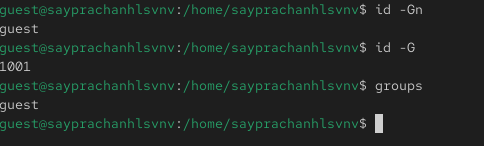 guest@sayprachanhlsvnv:/home/sayprachanhlsvnv$ id -Gn
guest
guest@sayprachanhlsvnv:/home/sayprachanhlsvnv$ id -G
1001
guest@sayprachanhlsvnv:/home/sayprachanhlsvnv$ groups
guest
guest@sayprachanhlsvnv:/home/sayprachanhlsvnv$